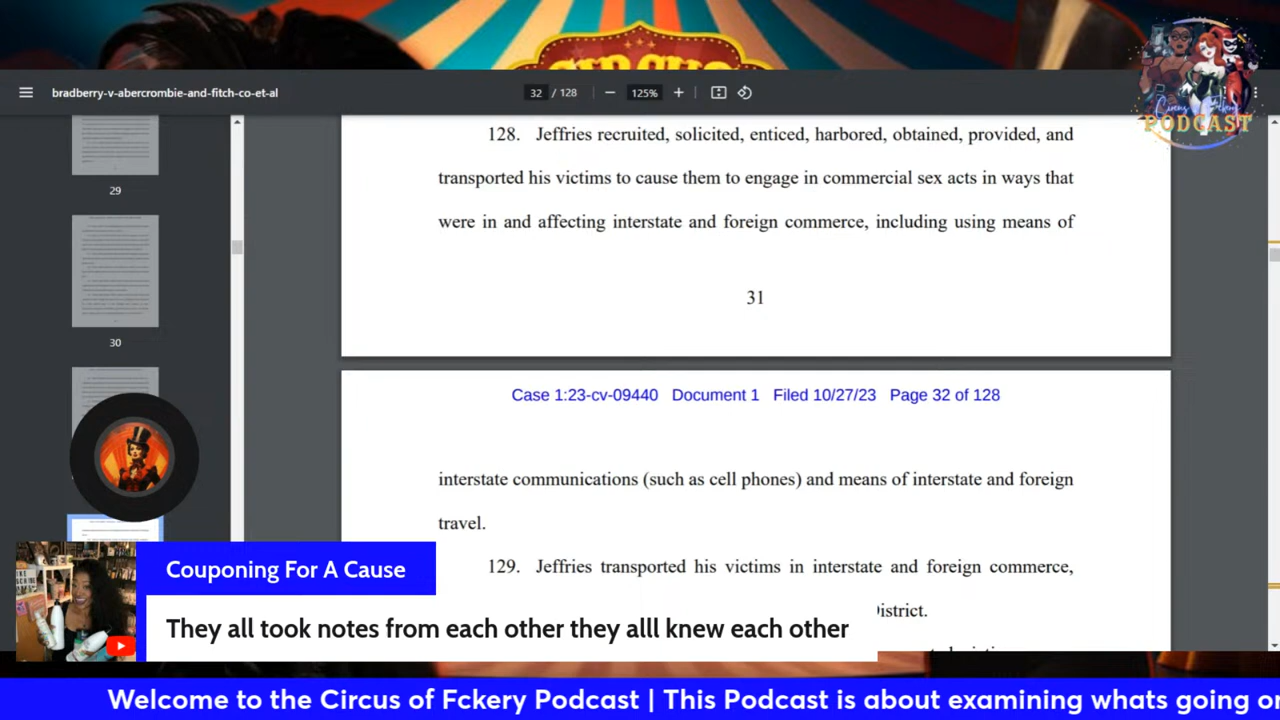 bradberry-v-abercrombie-and-fitch-co-et-al
32 / 128
125%
PODCAST
29
30
128. Jeffries recruited, solicited, enticed, harbored, obtained, provided, and
transported his victims to cause them to engage in commercial sex acts in ways that
were in and affecting interstate and foreign commerce, including using means of
31
Case 1:23-cv-09440 Document 1 Filed 10/27/23 Page 32 of 128
interstate communications (such as cell phones) and means of interstate and foreign
travel.
129. Jeffries transported his victims in interstate and foreign commerce,
District.
Couponing For A Cause
They all took notes from each other they alll knew each other
Welcome to the Circus of Fckery Podcast | This Podcast is about examining whats going on